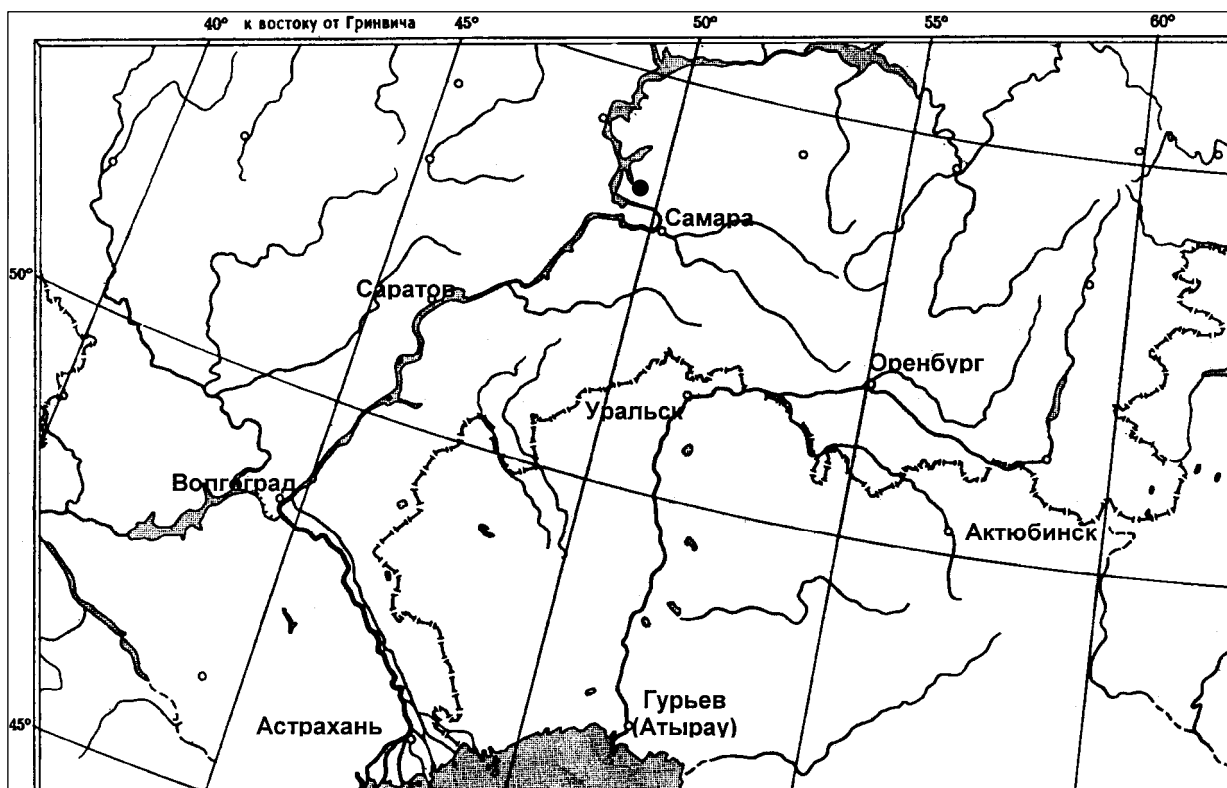 40° к востоку от Гринвича 45° 50° 55° 60°
Самара
50°
Саратов
Оренбург
Уральск
Волгоград
Актюбинск
45°
Гурьев
Астрахань
(Атырау)